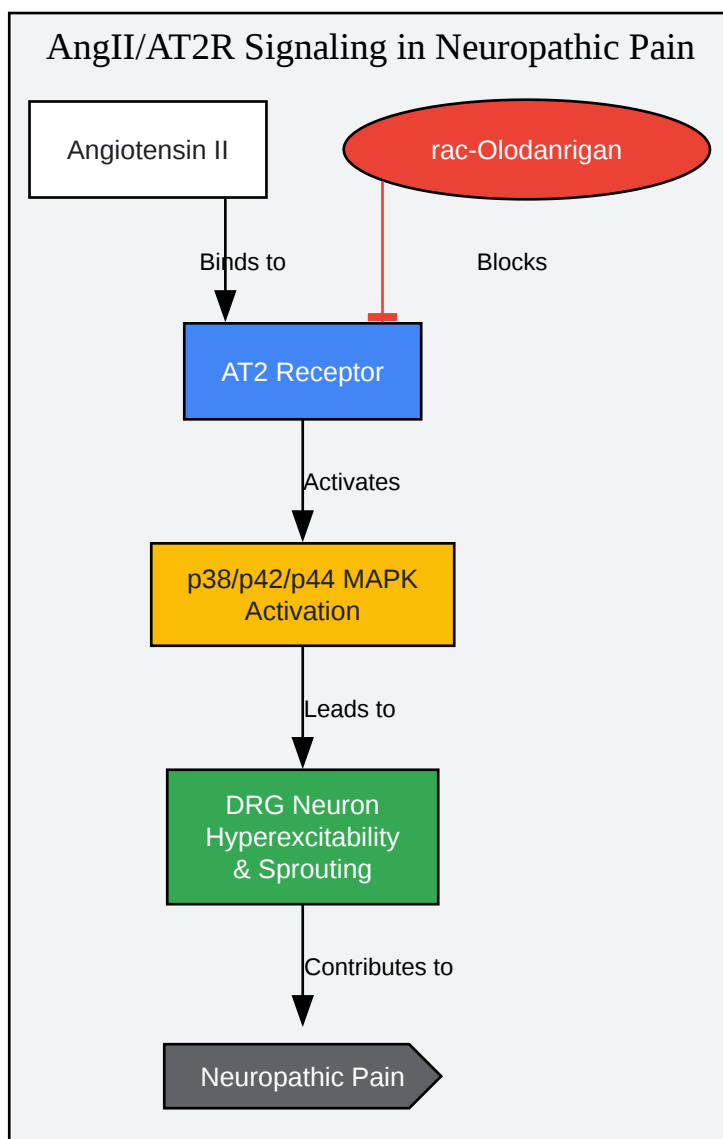 AngII/AT2R Signaling in Neuropathic Pain
Angiotensin II
rac-Olodanrigan
Binds to
Blocks
AT2 Receptor
Activates
p38/p42/p44 MAPK
Activation
Leads to
DRG Neuron
Hyperexcitability
& Sprouting
Contributes to
Neuropathic Pain